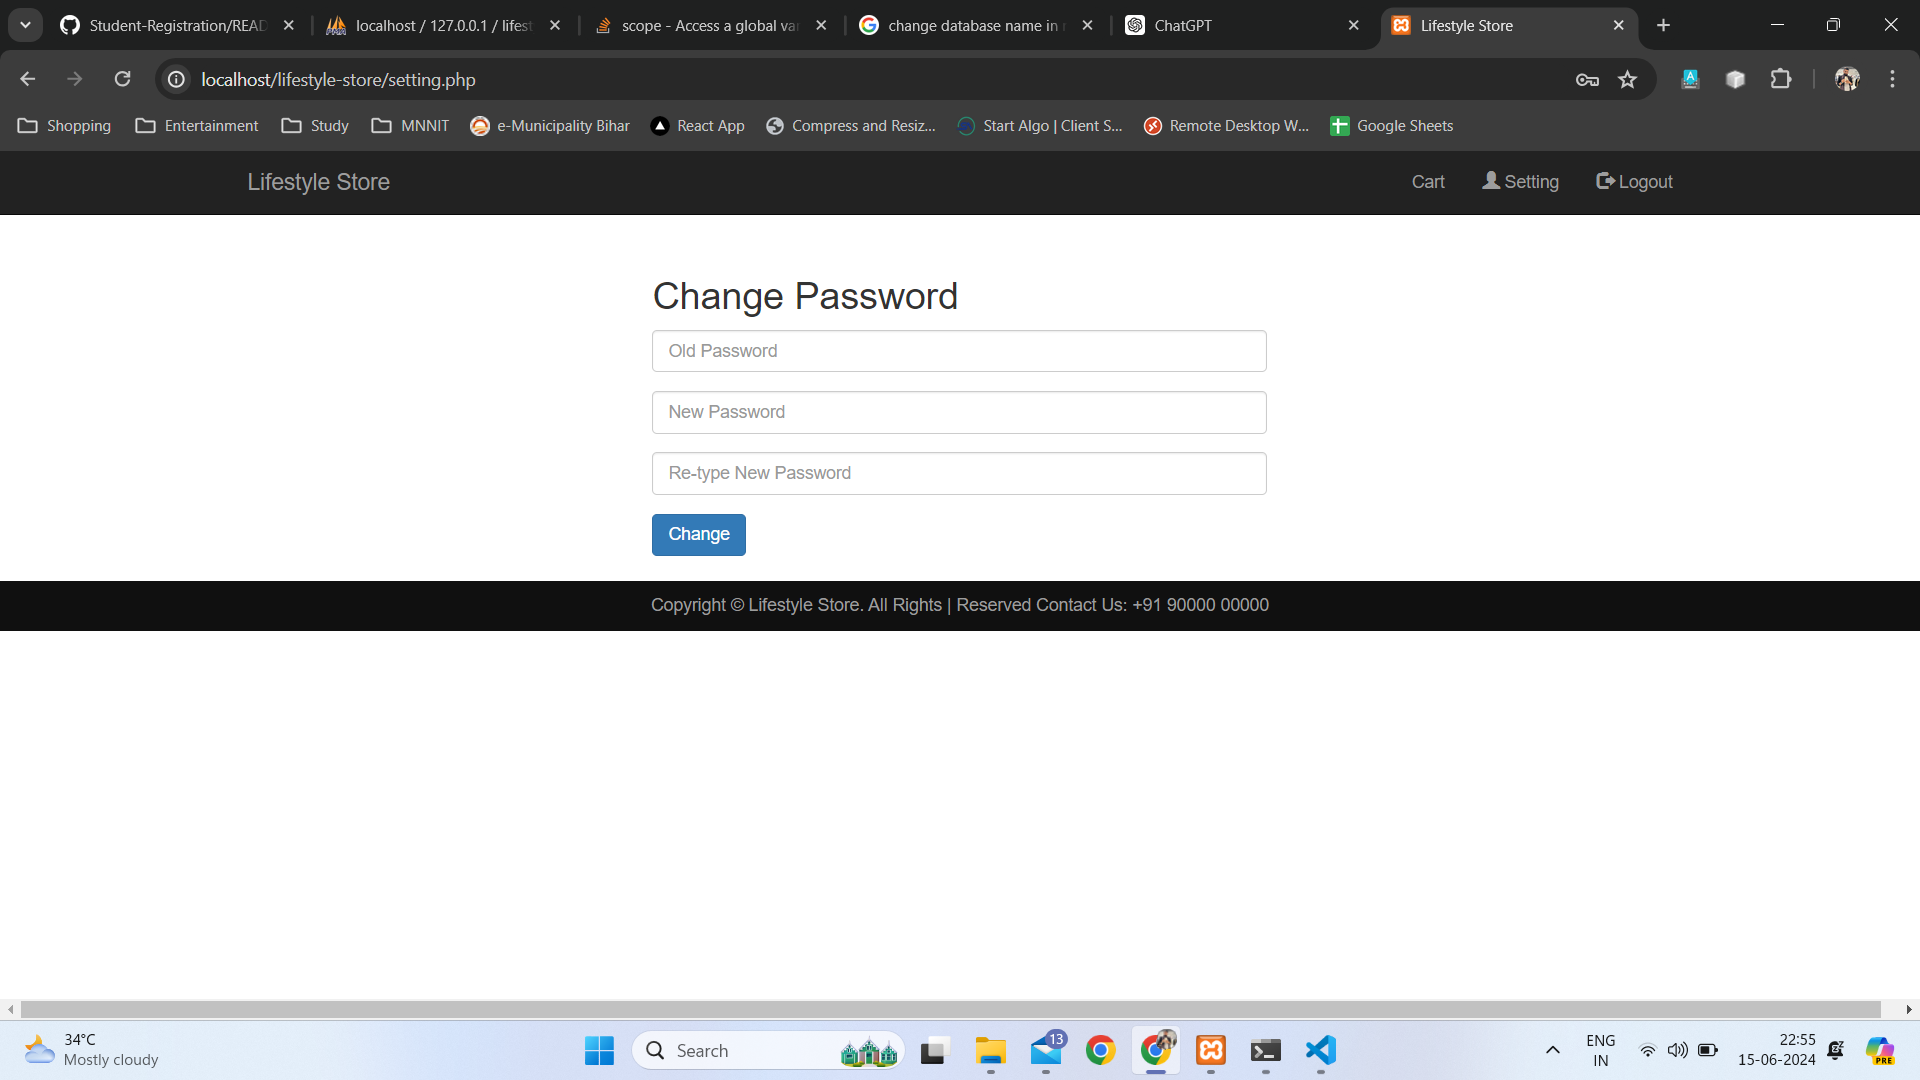 Student-Registration/READ
localhost / 127.0.0.1 / lifest
scope - Access a global va
change database name in
ChatGPT
Lifestyle Store
localhost/lifestyle-store/setting.php
Shopping
Entertainment
Study
MNNIT
e-Municipality Bihar
React App
Compress and Resiz...
Start Algo | Client S...
Remote Desktop W...
Google Sheets
Lifestyle Store
Cart
Setting
Logout
Change Password
Old Password
New Password
Re-type New Password
Change
Copyright © Lifestyle Store. All Rights | Reserved Contact Us: +91 90000 00000
34°C
Mostly cloudy
Search
13
ENG
IN
22:55
15-06-2024
PRE